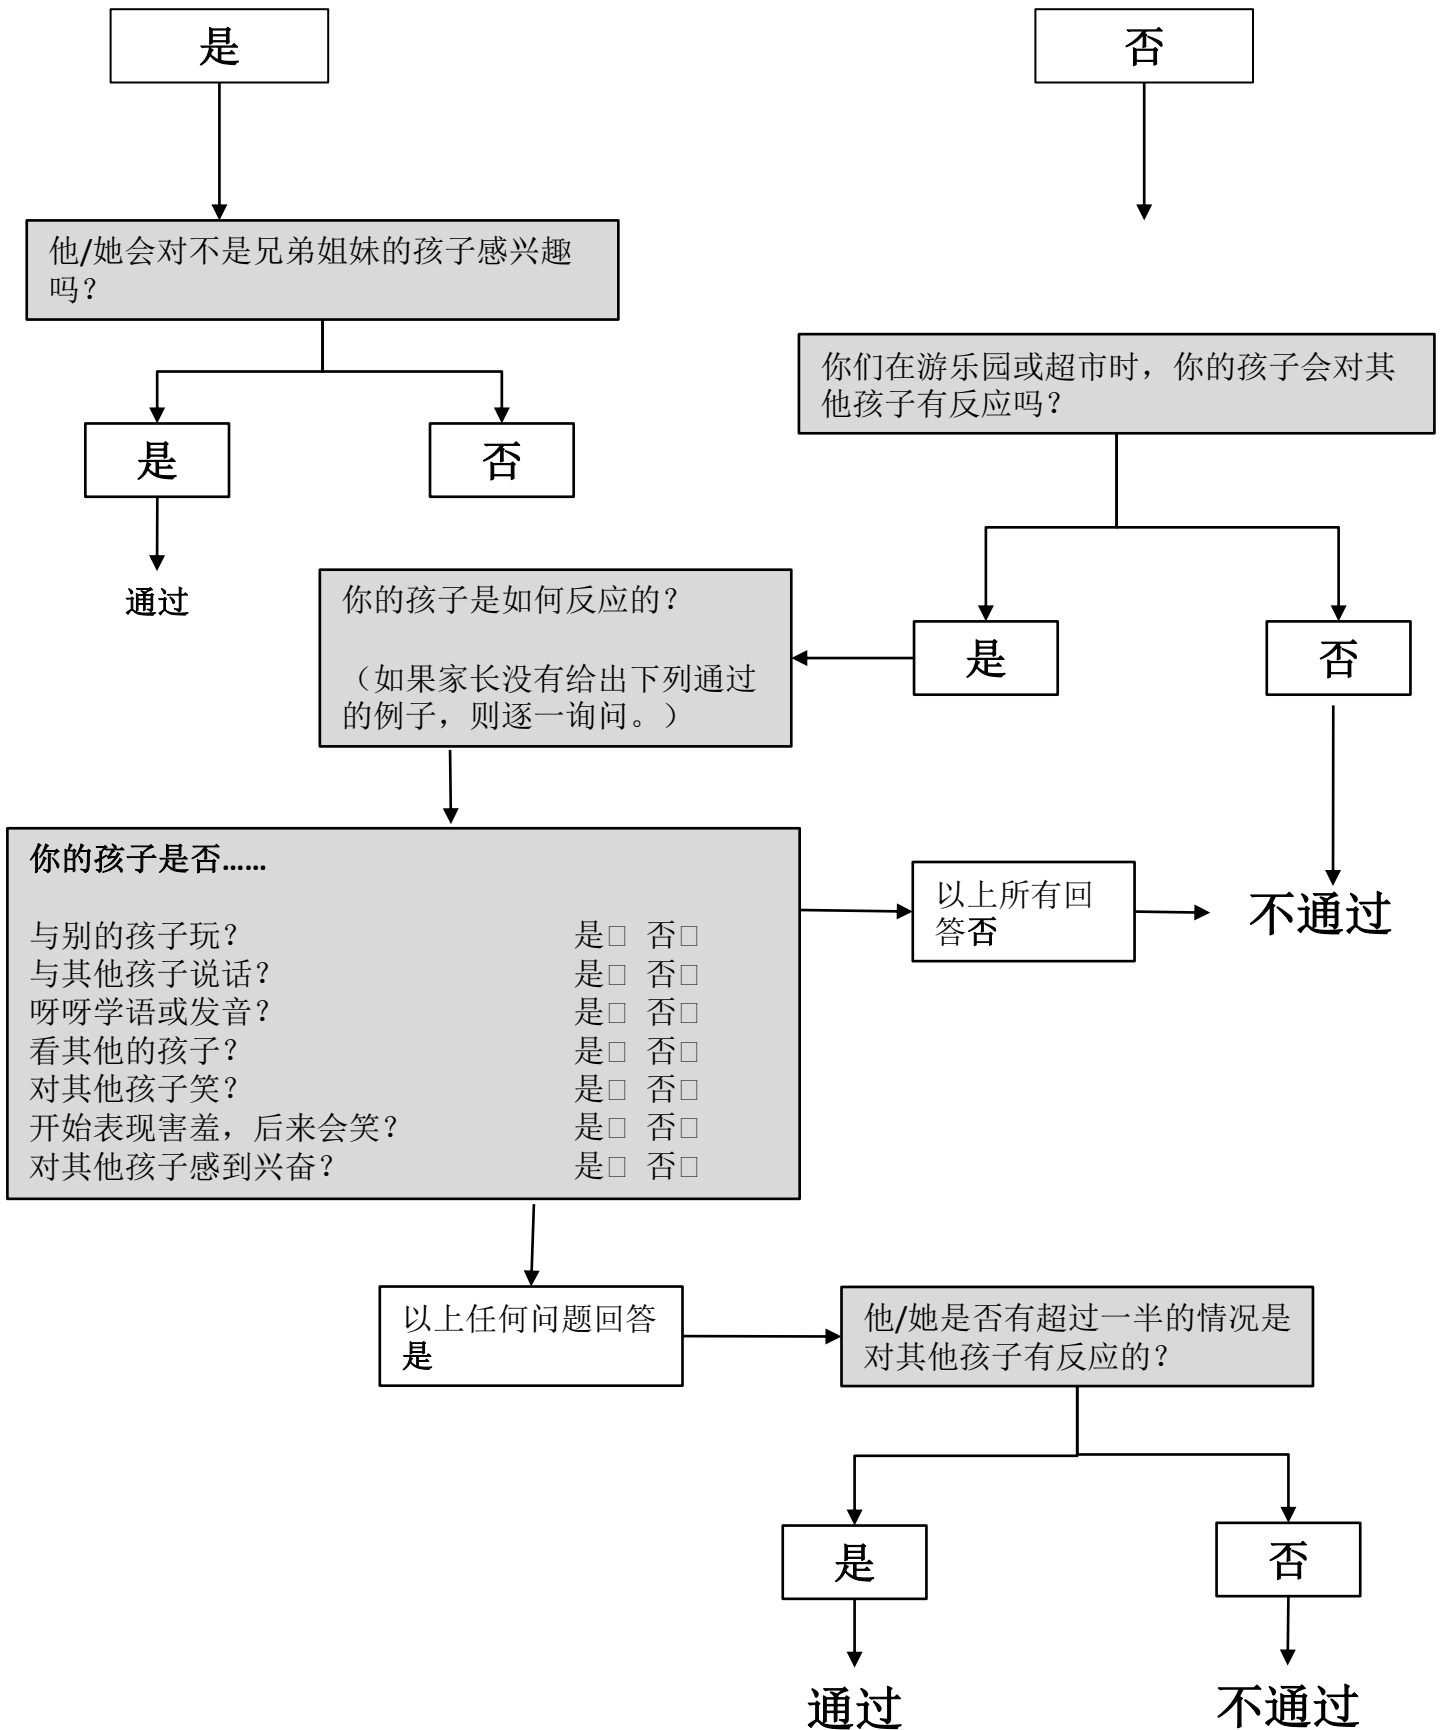 是
否
他/她会对不是兄弟姐妹的孩子感兴趣
吗？
你们在游乐园或超市时，你的孩子会对其
他孩子有反应吗？
是
否
通过
你的孩子是如何反应的？
（如果家长没有给出下列通过
的例子，则逐一询问。）
是
否
你的孩子是否……
与别的孩子玩？ 是□ 否□
与其他孩子说话？ 是□ 否□
呀呀学语或发音？ 是□ 否□
看其他的孩子？ 是□ 否□
对其他孩子笑？ 是□ 否□
开始表现害羞，后来会笑？ 是□ 否□
对其他孩子感到兴奋？ 是□ 否□
以上所有回
答否
不通过
以上任何问题回答
是
他/她是否有超过一半的情况是
对其他孩子有反应的？
是
否
通过
不通过